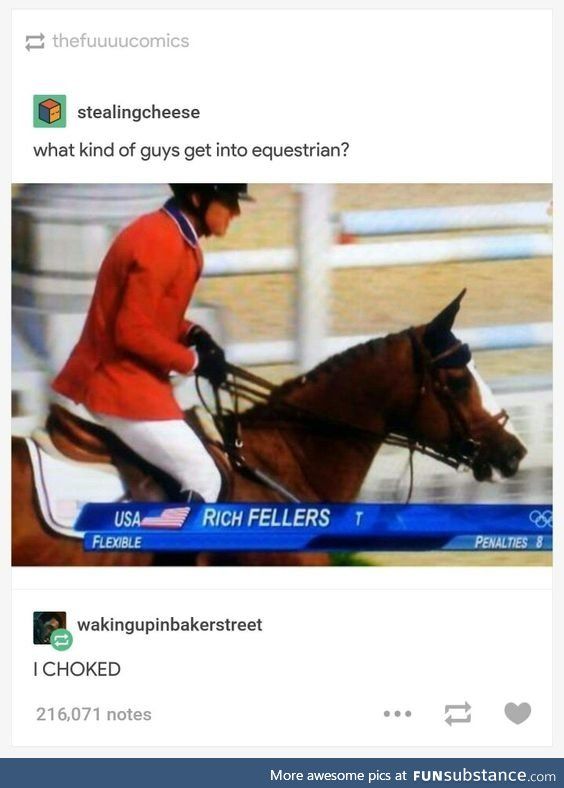 thefuuuucomics
stealingcheese
what kind of guys get into equestrian?
USA RICH FELLERS T
FLEXIBLE PENALTIES 8
wakingupinbakerstreet
I CHOKED
216,071 notes
More awesome pics at FUNsubstance.com